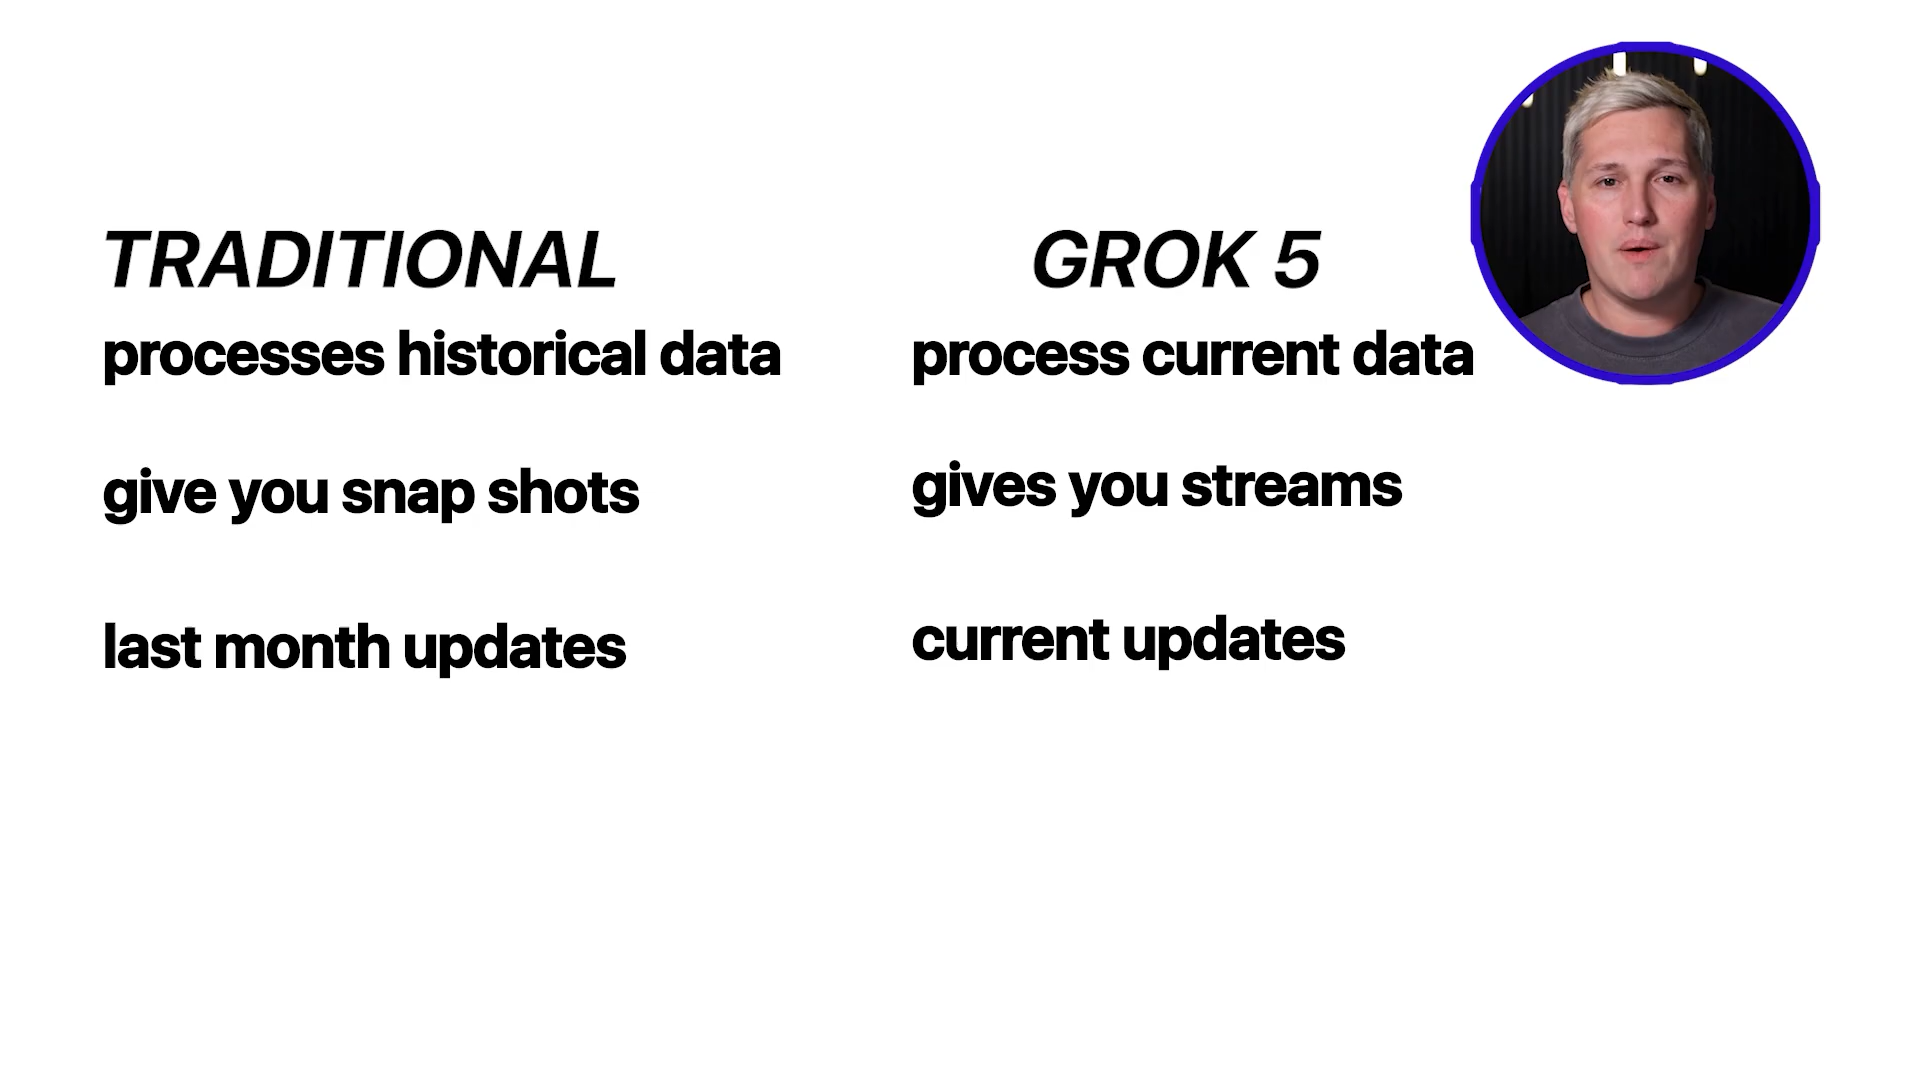 TRADITIONAL
processes historical data
give you snap shots
last month updates
GROK 5
process current data
gives you streams
current updates